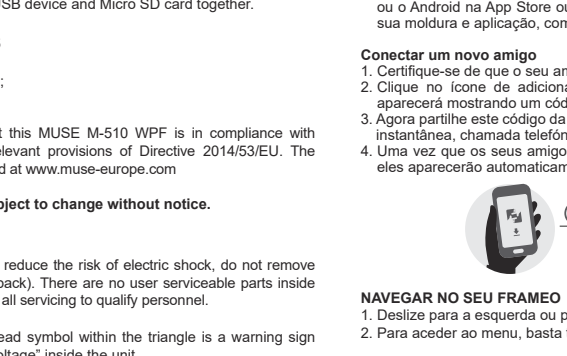 USB device and Micro SD card together.
;
t this MUSE M-510 WPF is in compliance with
elevant provisions of Directive 2014/53/EU. The
d at www.muse-europe.com
bject to change without notice.
reduce the risk of electric shock, do not remove
back). There are no user serviceable parts inside
all servicing to qualify personnel.
ead symbol within the triangle is a warning sign
oltage" inside the unit.
ou o Android na App Store ou
sua moldura e aplicação, com
Conectar um novo amigo
1. Certifique-se de que o seu am
2. Clique no ícone de adiciona
aparecerá mostrando um cód
3. Agora partilhe este código da
instantânea, chamada telefón
4. Uma vez que os seus amigo
eles aparecerão automaticam
NAVEGAR NO SEU FRAMEO
1. Deslize para a esquerda ou p
2. Para aceder ao menu, basta